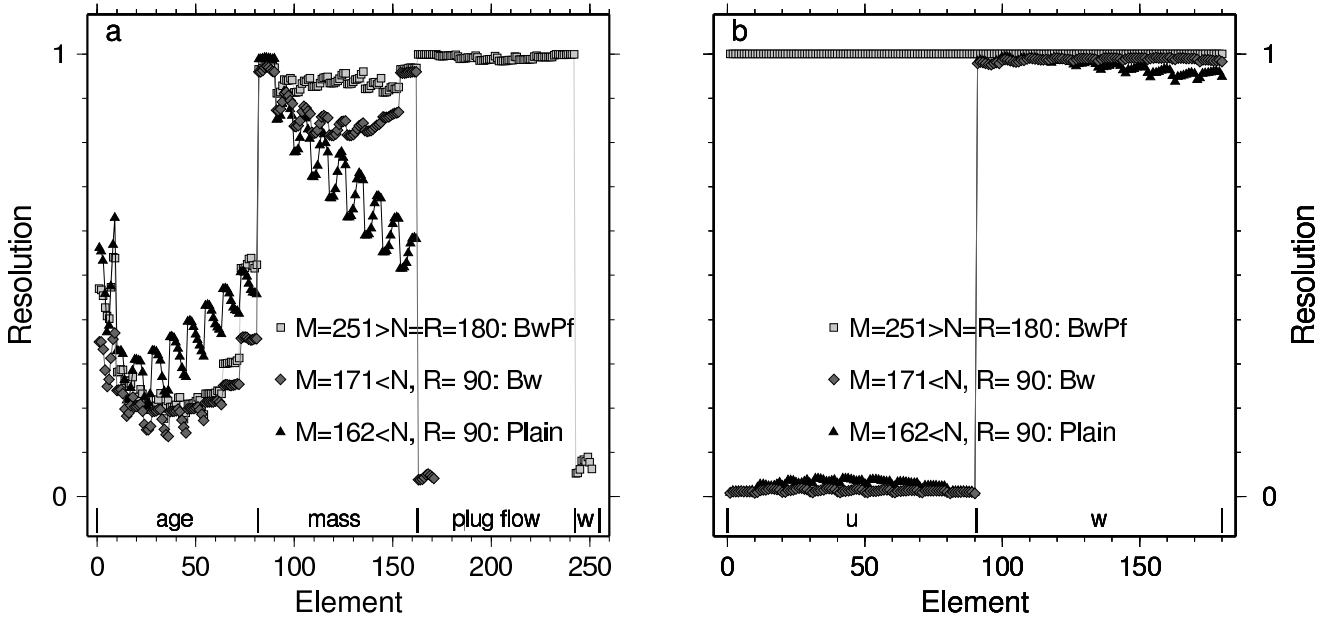 a
b
1
1
Resolution
Resolution
M=251>N=R=180: BwPf
M=171<N, R= 90: Bw
M=162<N, R= 90: Plain
M=251>N=R=180: BwPf
M=171<N, R= 90: Bw
M=162<N, R= 90: Plain
0
0
age mass plug flow w
u w
0 50 100 150 200 250
0 50 100 150
Element
Element